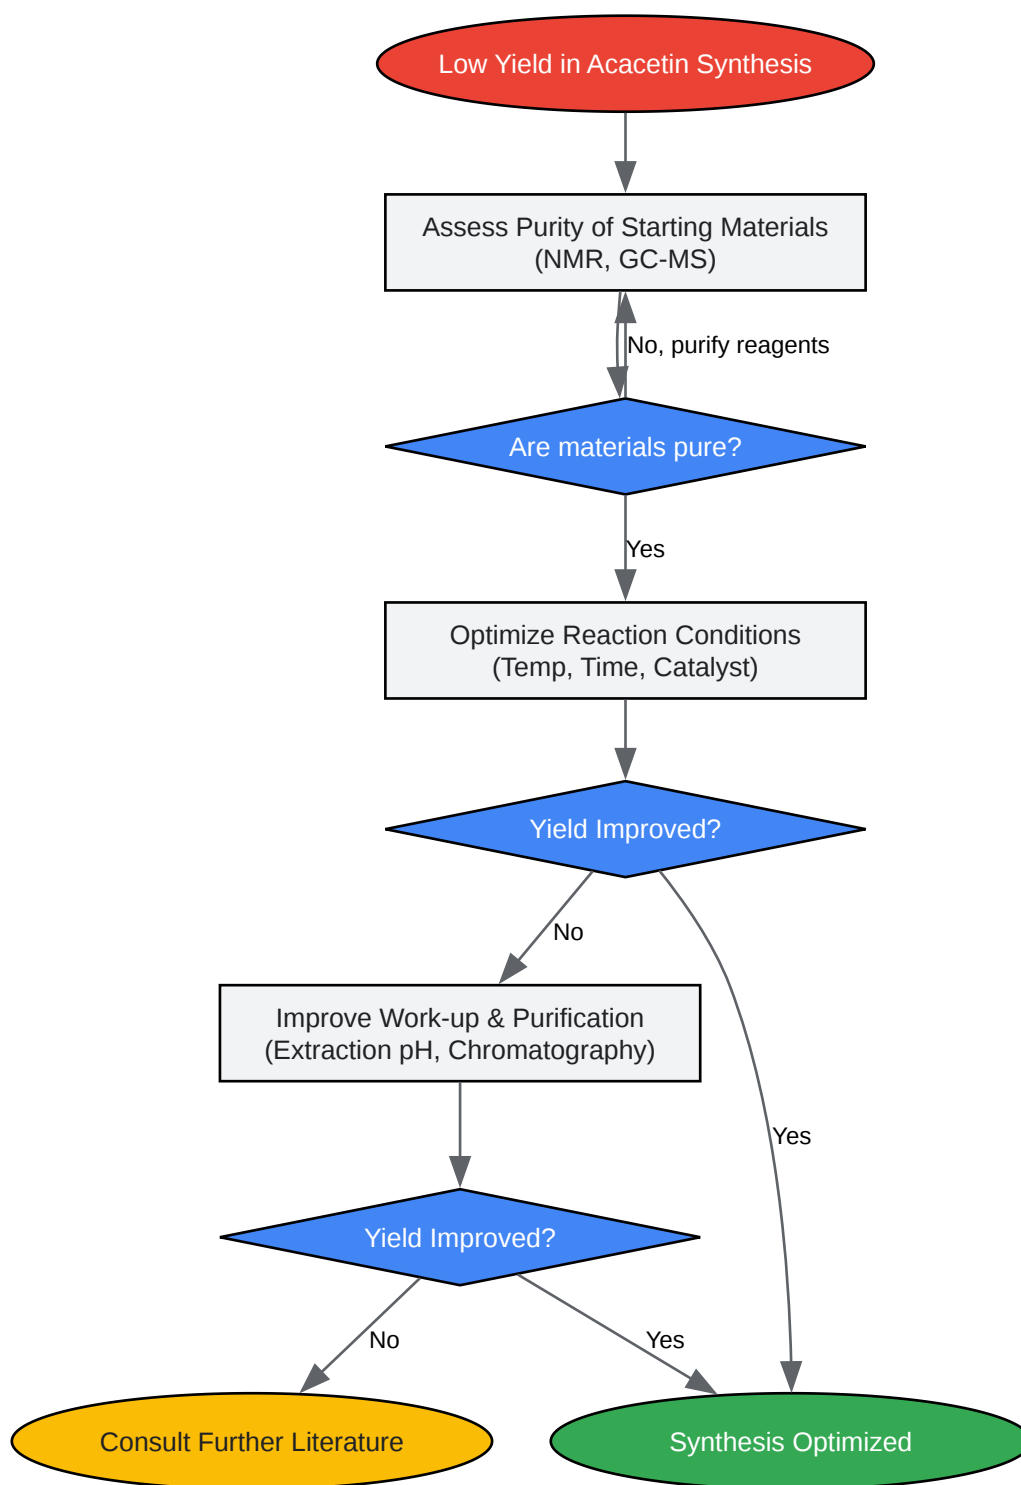 Low Yield in Acacetin Synthesis
Assess Purity of Starting Materials
(NMR, GC-MS)
No, purify reagents
Are materials pure?
Yes
Optimize Reaction Conditions
(Temp, Time, Catalyst)
Yield Improved?
No
Improve Work-up & Purification
(Extraction pH, Chromatography)
Yes
Yield Improved?
No
Yes
Consult Further Literature
Synthesis Optimized